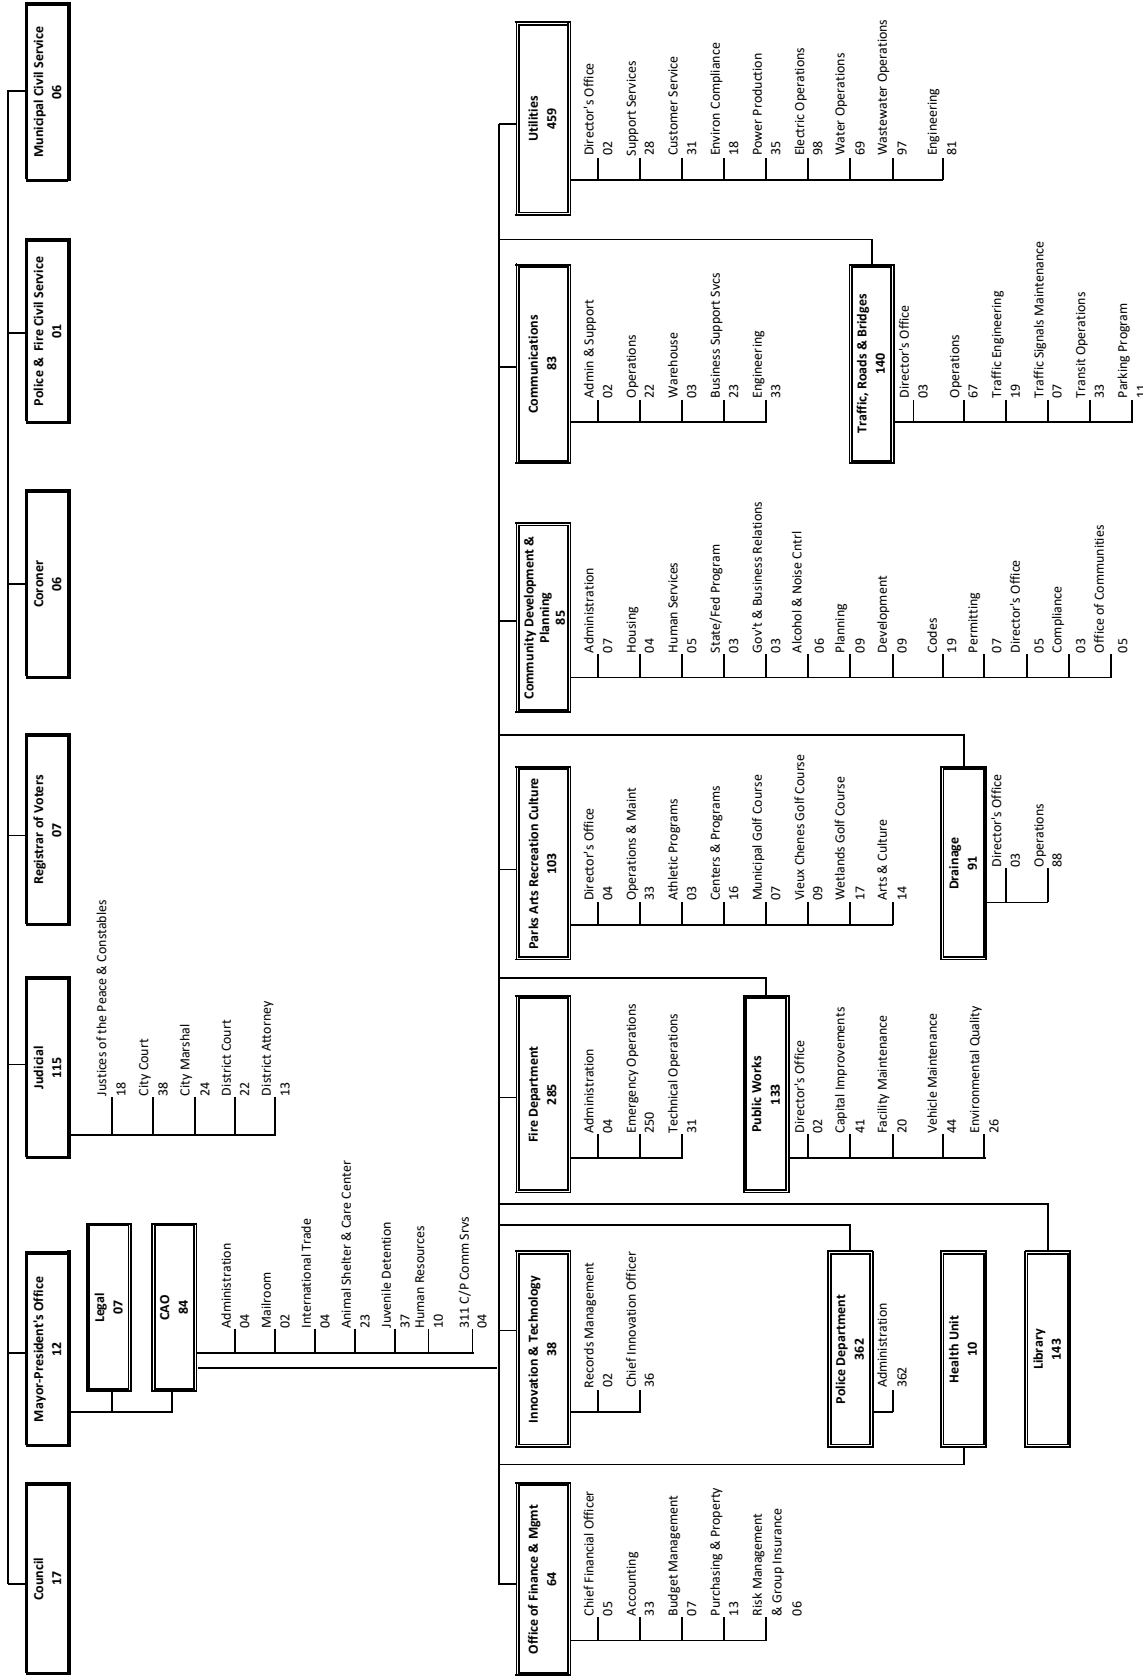 Council
17
Mayor-President's Office
12
Legal
07
CAO
84
Administration
04
Mailroom
02
International Trade
04
Animal Shelter & Care Center
23
Juvenile Detention
37
Human Resources
10
311 C/P Comm Srvs
04
Judicial
115
Justices of the Peace & Constables
18
City Court
38
City Marshal
24
District Court
22
District Attorney
13
Registrar of Voters
07
Coroner
06
Police & Fire Civil Service
01
Municipal Civil Service
06
Office of Finance & Mgmt
64
Chief Financial Officer
05
Accounting
33
Budget Management
07
Purchasing & Property
13
Risk Management
& Group Insurance
06
Innovation & Technology
38
Records Management
02
Chief Innovation Officer
36
Police Department
362
Administration
362
Health Unit
10
Library
143
Fire Department
285
Administration
04
Emergency Operations
250
Technical Operations
31
Public Works
133
Director's Office
02
Capital Improvements
41
Facility Maintenance
20
Vehicle Maintenance
44
Environmental Quality
26
Parks Arts Recreation Culture
103
Director's Office
04
Operations & Maint
33
Athletic Programs
03
Centers & Programs
16
Municipal Golf Course
07
Vieux Chenes Golf Course
09
Wetlands Golf Course
17
Arts & Culture
14
Drainage
91
Director's Office
03
Operations
88
Community Development &
Planning
85
Administration
07
Housing
04
Human Services
05
State/Fed Program
03
Gov't & Business Relations
03
Alcohol & Noise Cntrl
06
Planning
09
Development
09
Codes
19
Permitting
07
Director's Office
05
Compliance
03
Office of Communities
05
Communications
83
Admin & Support
02
Operations
22
Warehouse
03
Business Support Svcs
23
Engineering
33
Traffic, Roads & Bridges
140
Director's Office
03
Operations
67
Traffic Engineering
19
Traffic Signals Maintenance
07
Transit Operations
33
Parking Program
11
Utilities
459
Director's Office
02
Support Services
28
Customer Service
31
Environ Compliance
18
Power Production
35
Electric Operations
98
Water Operations
69
Wastewater Operations
97
Engineering
81